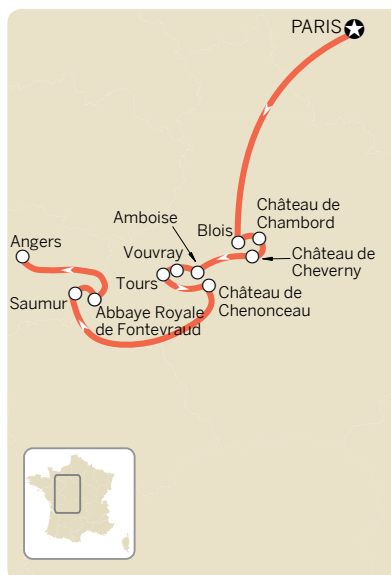 PARIS
Château de
Chambord
Amboise
Blois
Angers
Vouvray
Château de
Cheverny
Tours
Château de
Chenonceau
Saumur
Abbaye Royale
de Fontevraud